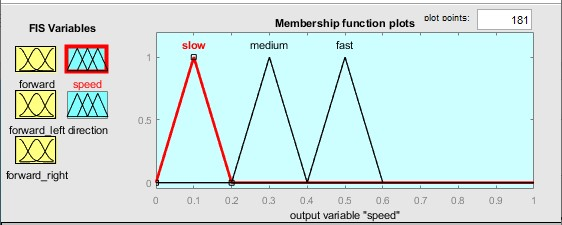 FIS Variables
Membership function plots
plot points:
181
forward
speed
forward_left
direction
forward_right
slow
medium
fast
1
0.5
0
0
0.1
0.2
0.3
0.4
0.5
0.6
0.7
0.8
0.9
1
output variable "speed"